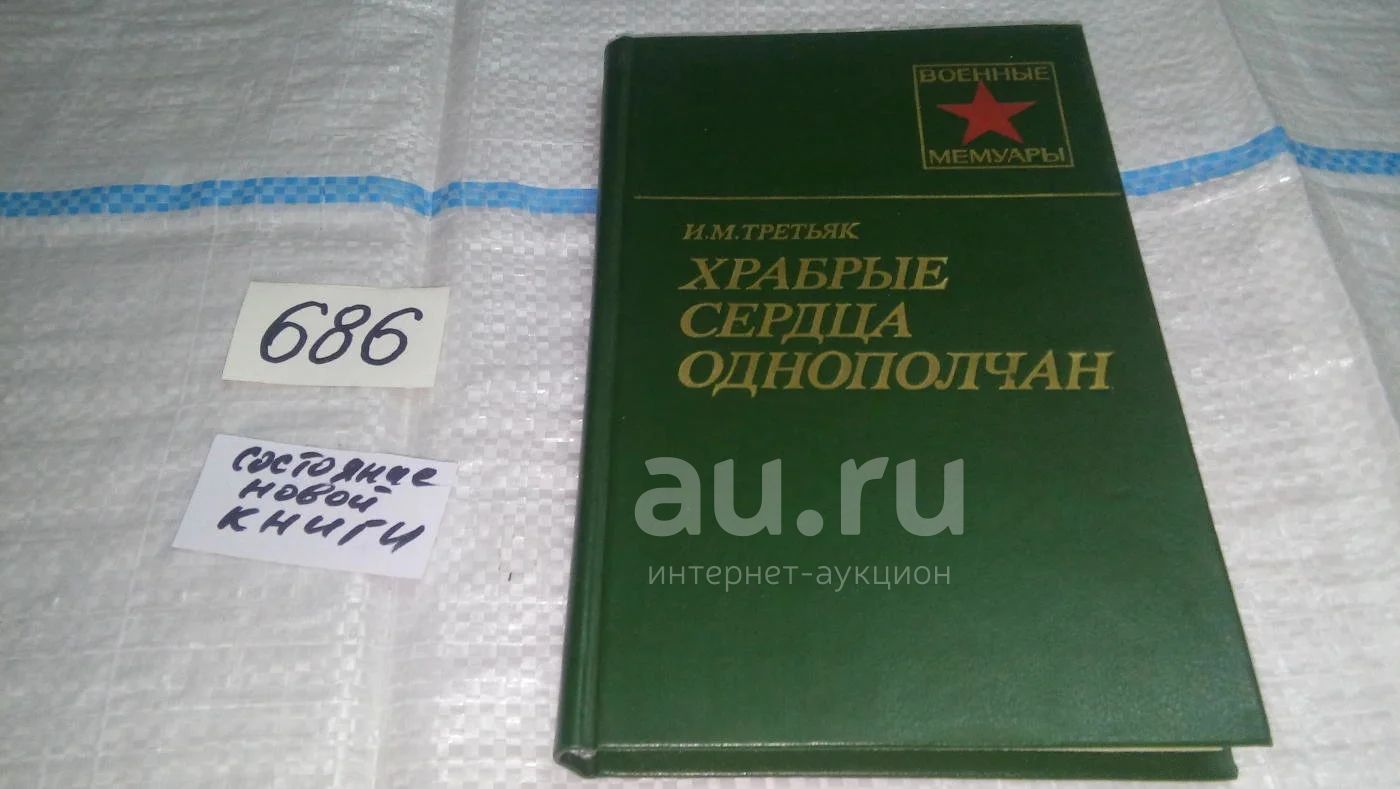 ВОЕННЫЕ
МЕМУАРЫ
И.М.ТРЕТЬЯК
ХРАБРЫЕ
СЕРДЦА
ОДНОПОЛЧАН
686
состояние
новой
книги
au.ru
интернет-аукцион